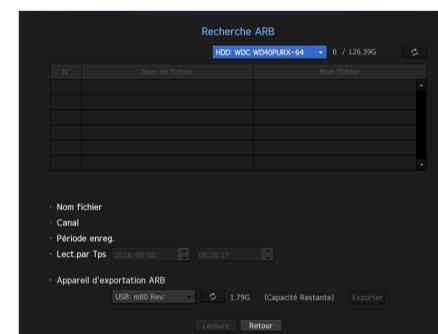 Recherche ARB
HDD: WDC WD40PURX-64 0 / 126.39G
N° Nom de fichier Nom fichier
Nom fichier
Canal
Période enreg.
Lect.par Tps 2016-09-05 05:26:27
Appareil d'exportation ARB
USB: m80 Rev: 1.79G (Capacité Restante) Exporter
Lecture Retour